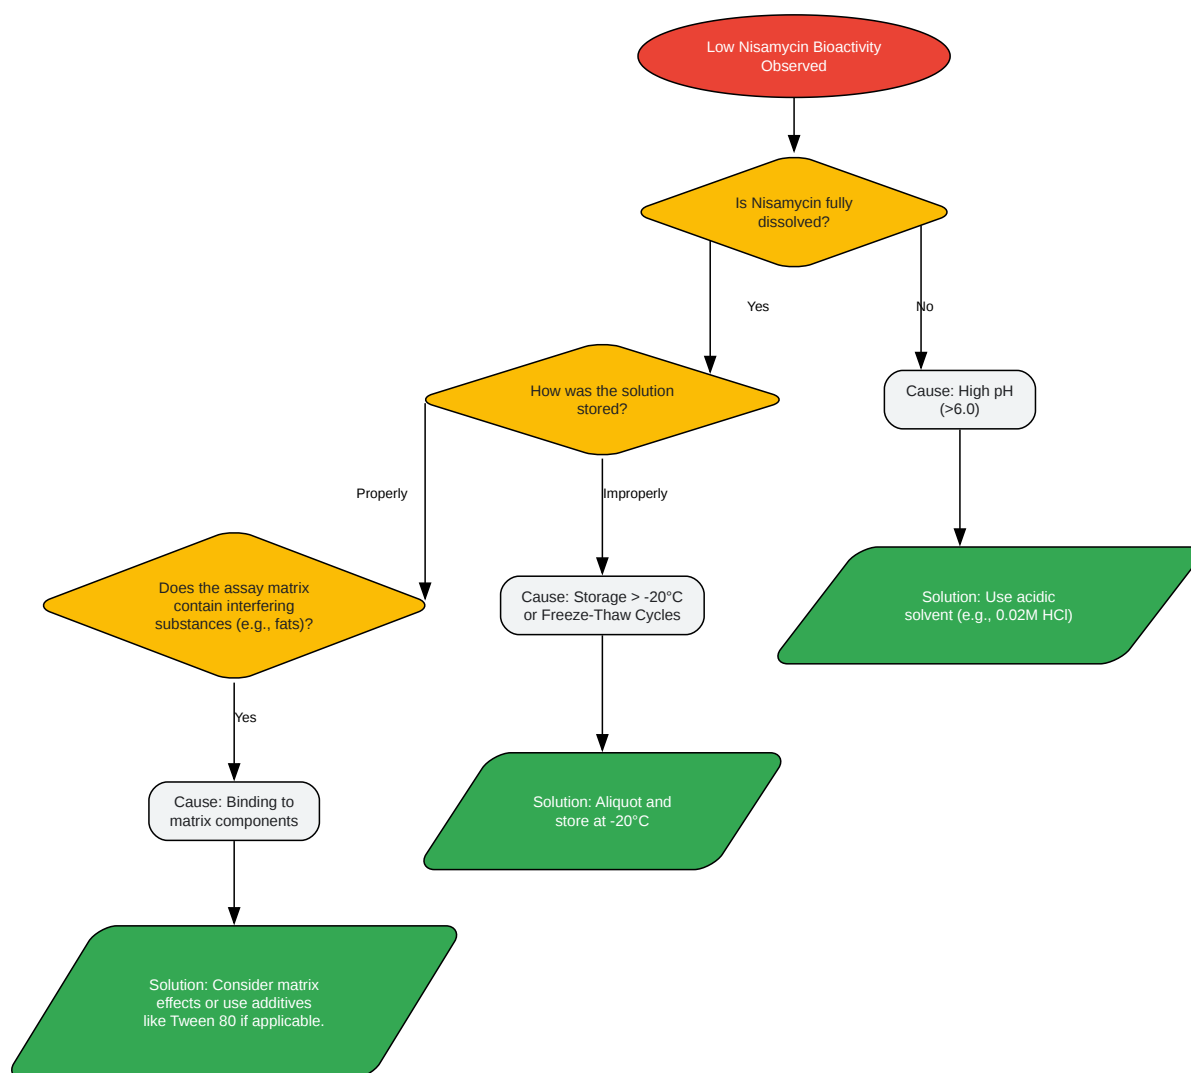 Low Nisamycin Bioactivity
Observed
Is Nisamycin fully
dissolved?
Yes
No
How was the solution
stored?
Cause: High pH
(>6.0)
Properly
Improperly
Does the assay matrix
contain interfering
substances (e.g., fats)?
Cause: Storage > -20°C
or Freeze-Thaw Cycles
Solution: Use acidic
solvent (e.g., 0.02M HCl)
Yes
Cause: Binding to
matrix components
Solution: Aliquot and
store at -20°C
Solution: Consider matrix
effects or use additives
like Tween 80 if applicable.